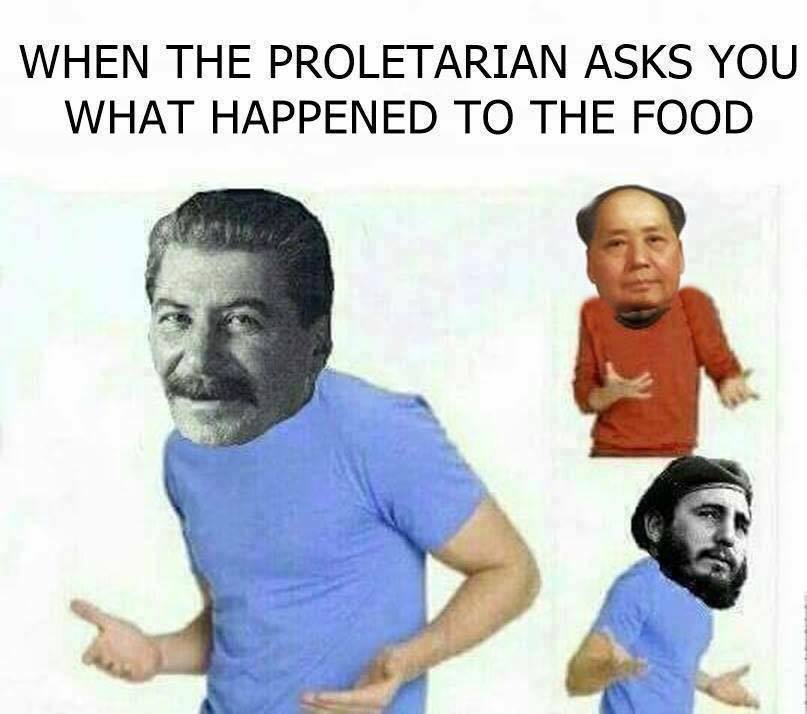 WHEN THE PROLETARIAN ASKS YOU
WHAT HAPPENED TO THE FOOD